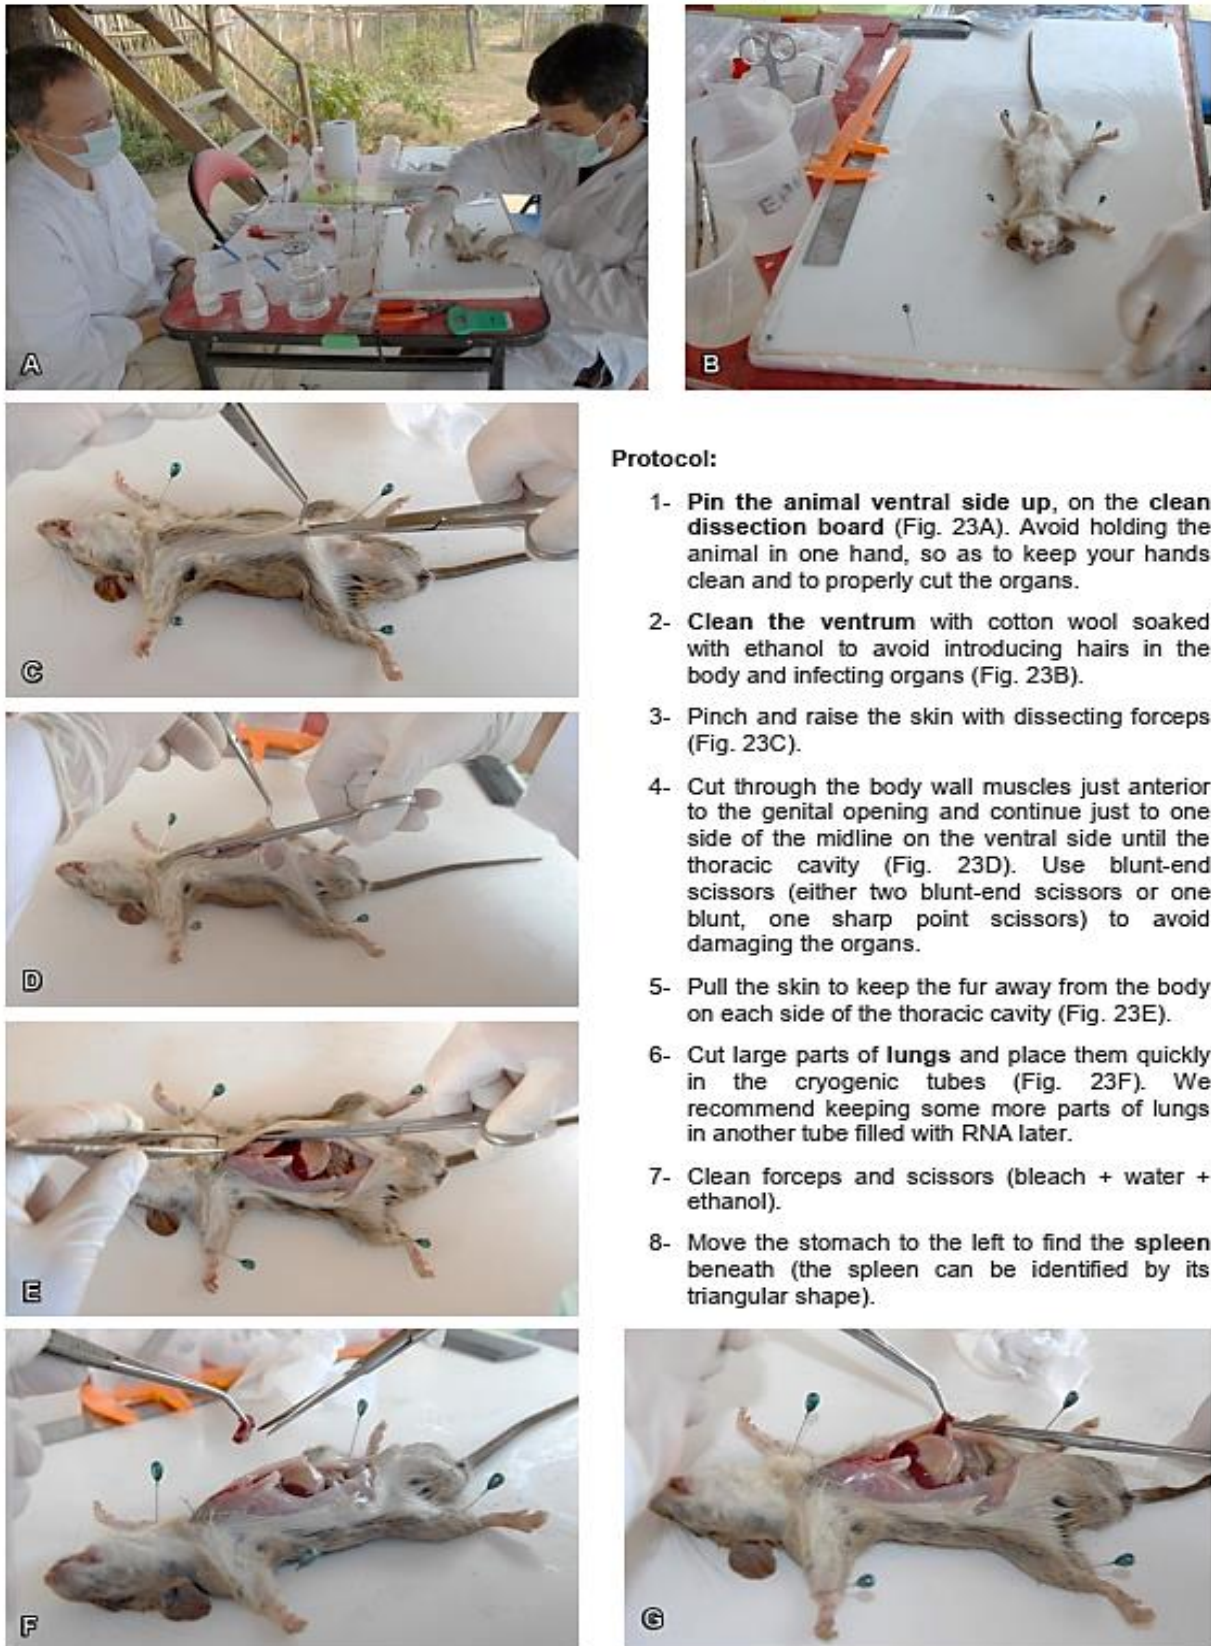 A
B
C
Protocol:
1- Pin the animal ventral side up, on the clean
dissection board (Fig. 23A). Avoid holding the
animal in one hand, so as to keep your hands
clean and to properly cut the organs.
2- Clean the ventrum with cotton wool soaked
with ethanol to avoid introducing hairs in the
body and infecting organs (Fig. 23B).
3- Pinch and raise the skin with dissecting forceps
(Fig. 23C).
4- Cut through the body wall muscles just anterior
to the genital opening and continue just to one
side of the midline on the ventral side until the
thoracic cavity (Fig. 23D). Use blunt-end
scissors (either two blunt-end scissors or one
blunt, one sharp point scissors) to avoid
damaging the organs.
5- Pull the skin to keep the fur away from the body
on each side of the thoracic cavity (Fig. 23E).
6- Cut large parts of lungs and place them quickly
in the cryogenic tubes (Fig. 23F). We
recommend keeping some more parts of lungs
in another tube filled with RNA later.
7- Clean forceps and scissors (bleach + water +
ethanol).
8- Move the stomach to the left to find the spleen
beneath (the spleen can be identified by its
triangular shape).
D
E
F
G